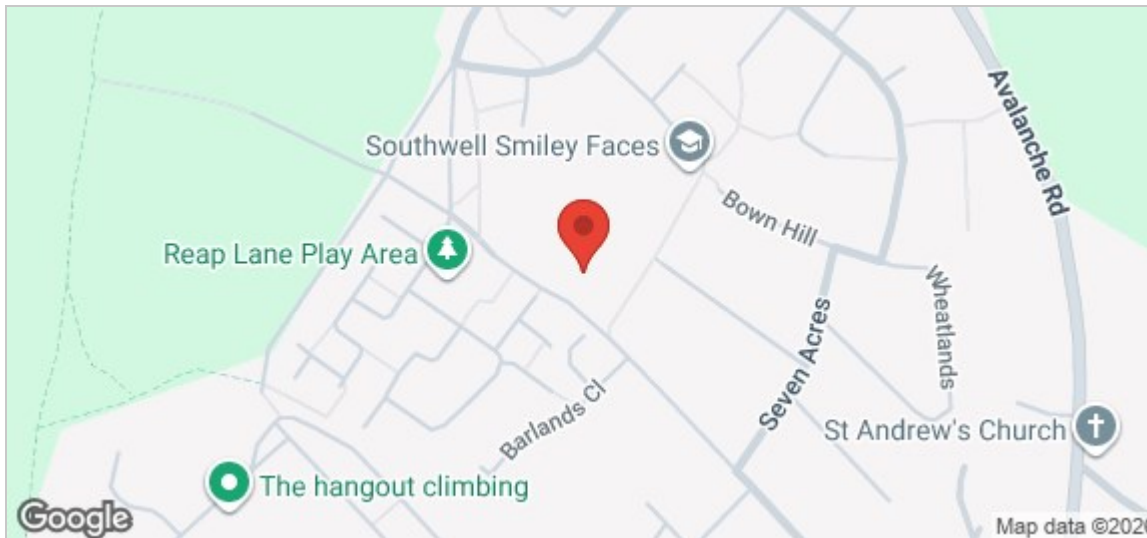 Avalanche Rd
Southwell Smiley Faces
Bown Hill
Reap Lane Play Area
Wheatlands
Seven Acres
Barlands Cl
St Andrew's Church
The hangout climbing
Google
Map data ©2026